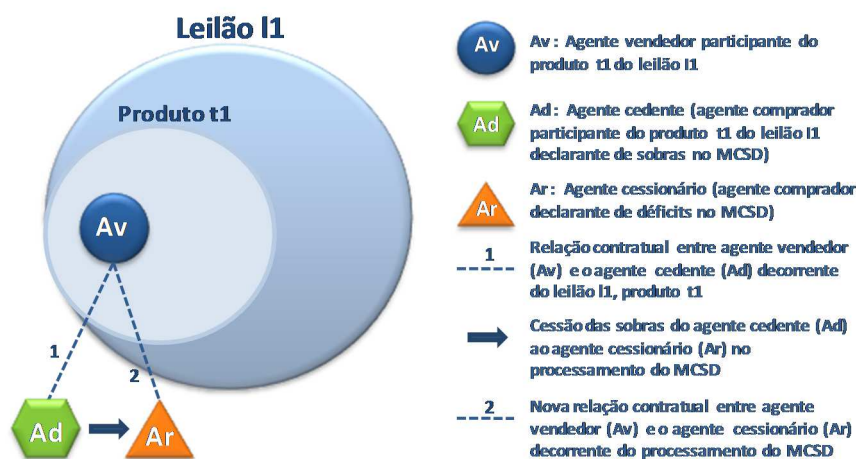 Leilão l1
Produto t1
Av
1
2
Ad
Ar
Av
Av : Agente vendedor participante do
produto t1 do leilão l1
Ad
Ad : Agente cedente (agente comprador
participante do produto t1 do leilão l1
declarante de sobras no MCSD)
Ar
Ar : Agente cessionário (agente comprador
declarante de déficits no MCSD)
1
Relação contratual entre agente vendedor
(Av) e o agente cedente (Ad) decorrente
do leilão l1, produto t1
Cessão das sobras do agente cedente (Ad)
ao agente cessionário (Ar) no
processamento do MCSD
2
Nova relação contratual entre agente
vendedor (Av) e o agente cessionário (Ar)
decorrente do processamento do MCSD